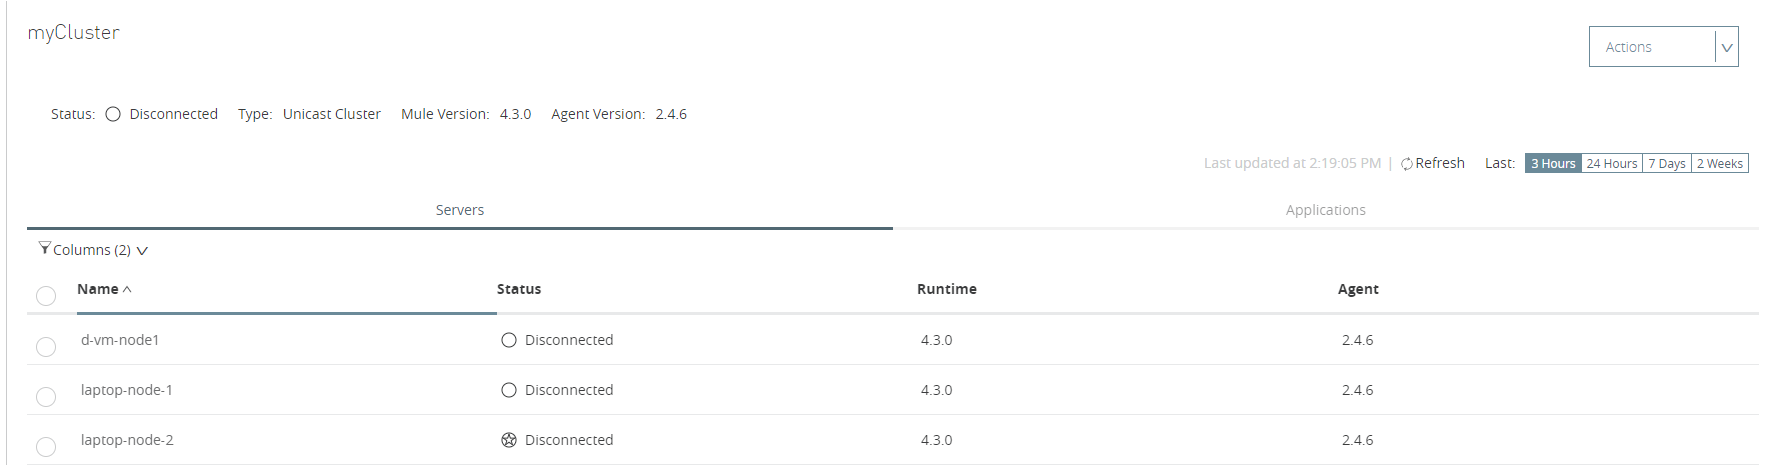 myCluster
Actions
Status: Disconnected Type: Unicast Cluster Mule Version: 4.3.0 Agent Version: 2.4.6
Last updated at 2:19:05 PM | Refresh Last: 3 Hours 24 Hours 7 Days 2 Weeks
Servers Applications
Columns (2)
Name Status Runtime Agent
d-vm-node1 Disconnected 4.3.0 2.4.6
laptop-node-1 Disconnected 4.3.0 2.4.6
laptop-node-2 Disconnected 4.3.0 2.4.6